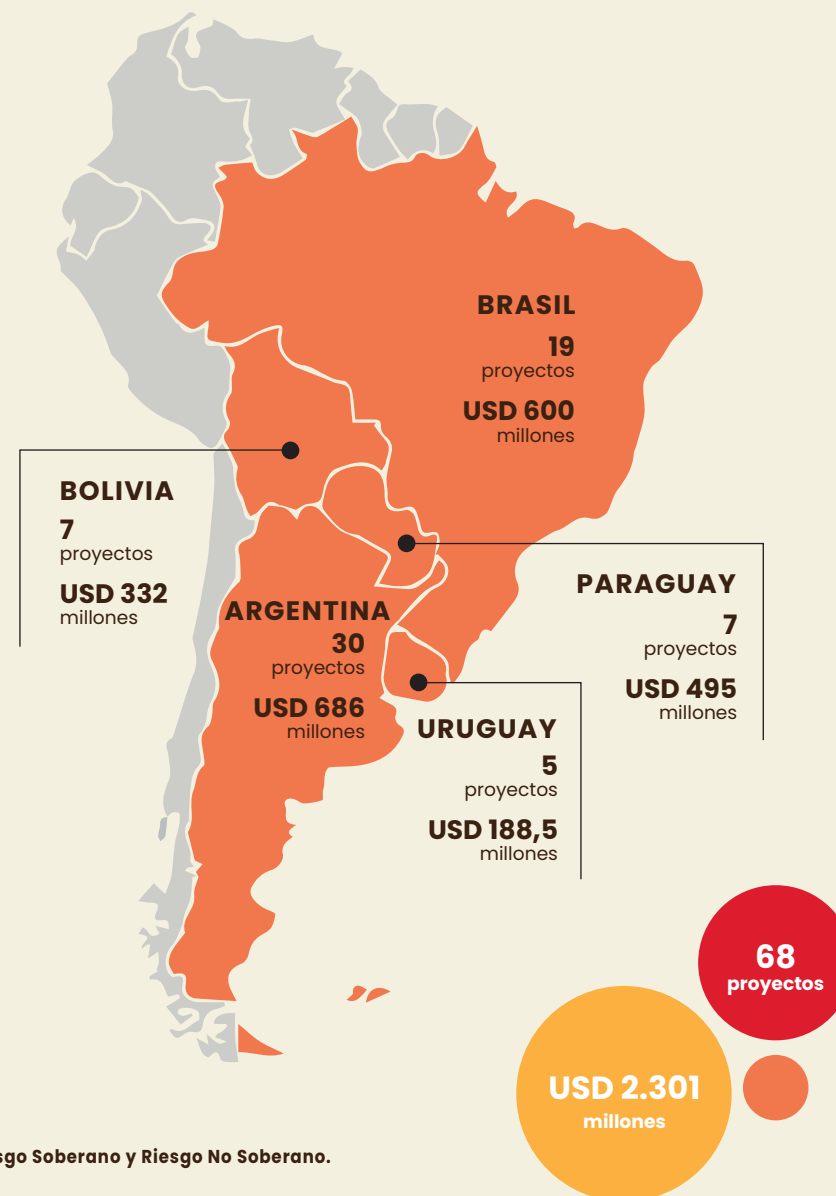 BRASIL
19
proyectos
USD 600
millones
BOLIVIA
7
proyectos
USD 332
millones
PARAGUAY
7
proyectos
USD 495
millones
ARGENTINA
30
proyectos
USD 686
millones
URUGUAY
5
proyectos
USD 188,5
millones
68
proyectos
USD 2.301
millones
Soberano y Riesgo No Soberano.